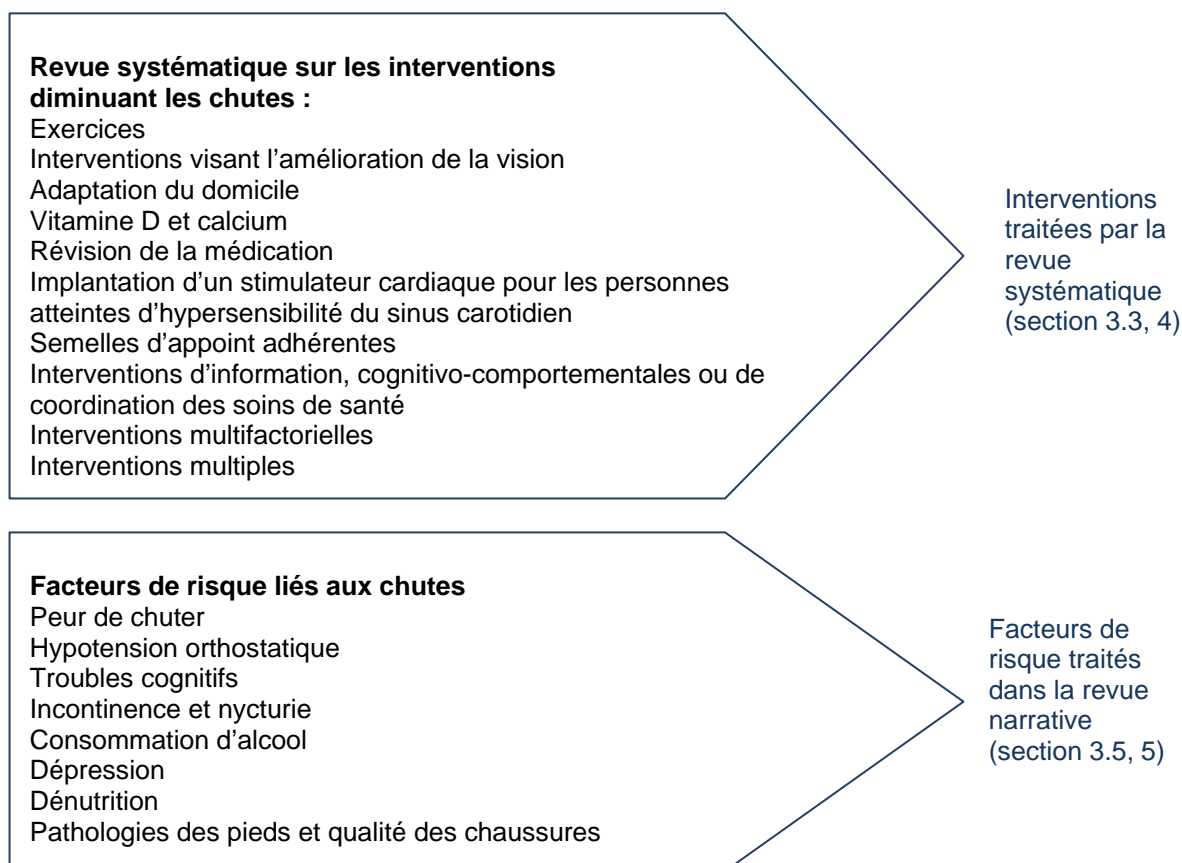 Revue systématique sur les interventions
diminuant les chutes :
Exercices
Interventions visant l'amélioration de la vision
Adaptation du domicile
Vitamine D et calcium
Révision de la médication
Implantation d'un stimulateur cardiaque pour les personnes
atteintes d'hypersensibilité du sinus carotidien
Semelles d'appoint adhérentes
Interventions d'information, cognitivo-comportementales ou de
coordination des soins de santé
Interventions multifactorielles
Interventions multiples
Interventions
traitées par la
revue
systématique
(section 3.3, 4)
Facteurs de risque liés aux chutes
Peur de chuter
Hypotension orthostatique
Troubles cognitifs
Incontinence et nycturie
Consommation d'alcool
Dépression
Dénutrition
Pathologies des pieds et qualité des chaussures
Facteurs de
risque traités
dans la revue
narrative
(section 3.5, 5)